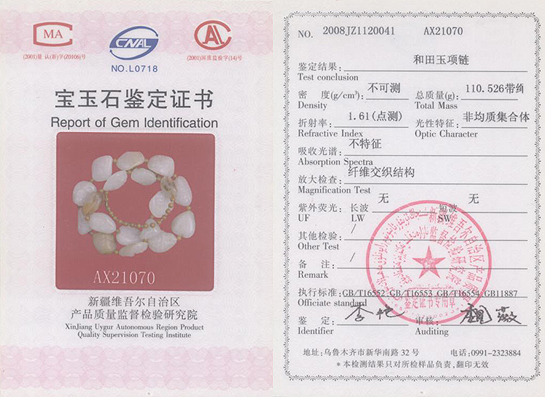 MA
CNAL
NO.L0718
宝玉石鉴定证书
Report of Gem Identification
AX21070
新疆维吾尔自治区
产品质量监督检验研究院
XinJiang Uygur Autonomous Region Product
Quality Supervision Testing Institute
NO. 2008JZ1120041 AX21070
鉴定结果: 和田玉项链
Test conclusion
密 度(g/cm³): 不可测 总质量(g): 110.526带绳
Density Total Mass
折射率: 1.61(点测) 光性特征: 非均质集合体
Refractive Index Optic Character
吸收光谱: 不特征
Absorption Spectra
放大检查: 纤维交织结构
Magnification Test
紫外荧光: 长波 无 短波 无
UF LW SW
其他检验: /
Other Test
备 注: /
Remark
执行标准: GB/T16552 GB/T16553 GB/T16554 GB11887
Officiate standard
鉴 定: 审核:
Identifier Auditing
地址: 乌鲁木齐市新华南路 32 号 电话: 0991-2323884
*本检测结果只对所检样品负责,翻印无效
鉴定证书专用章